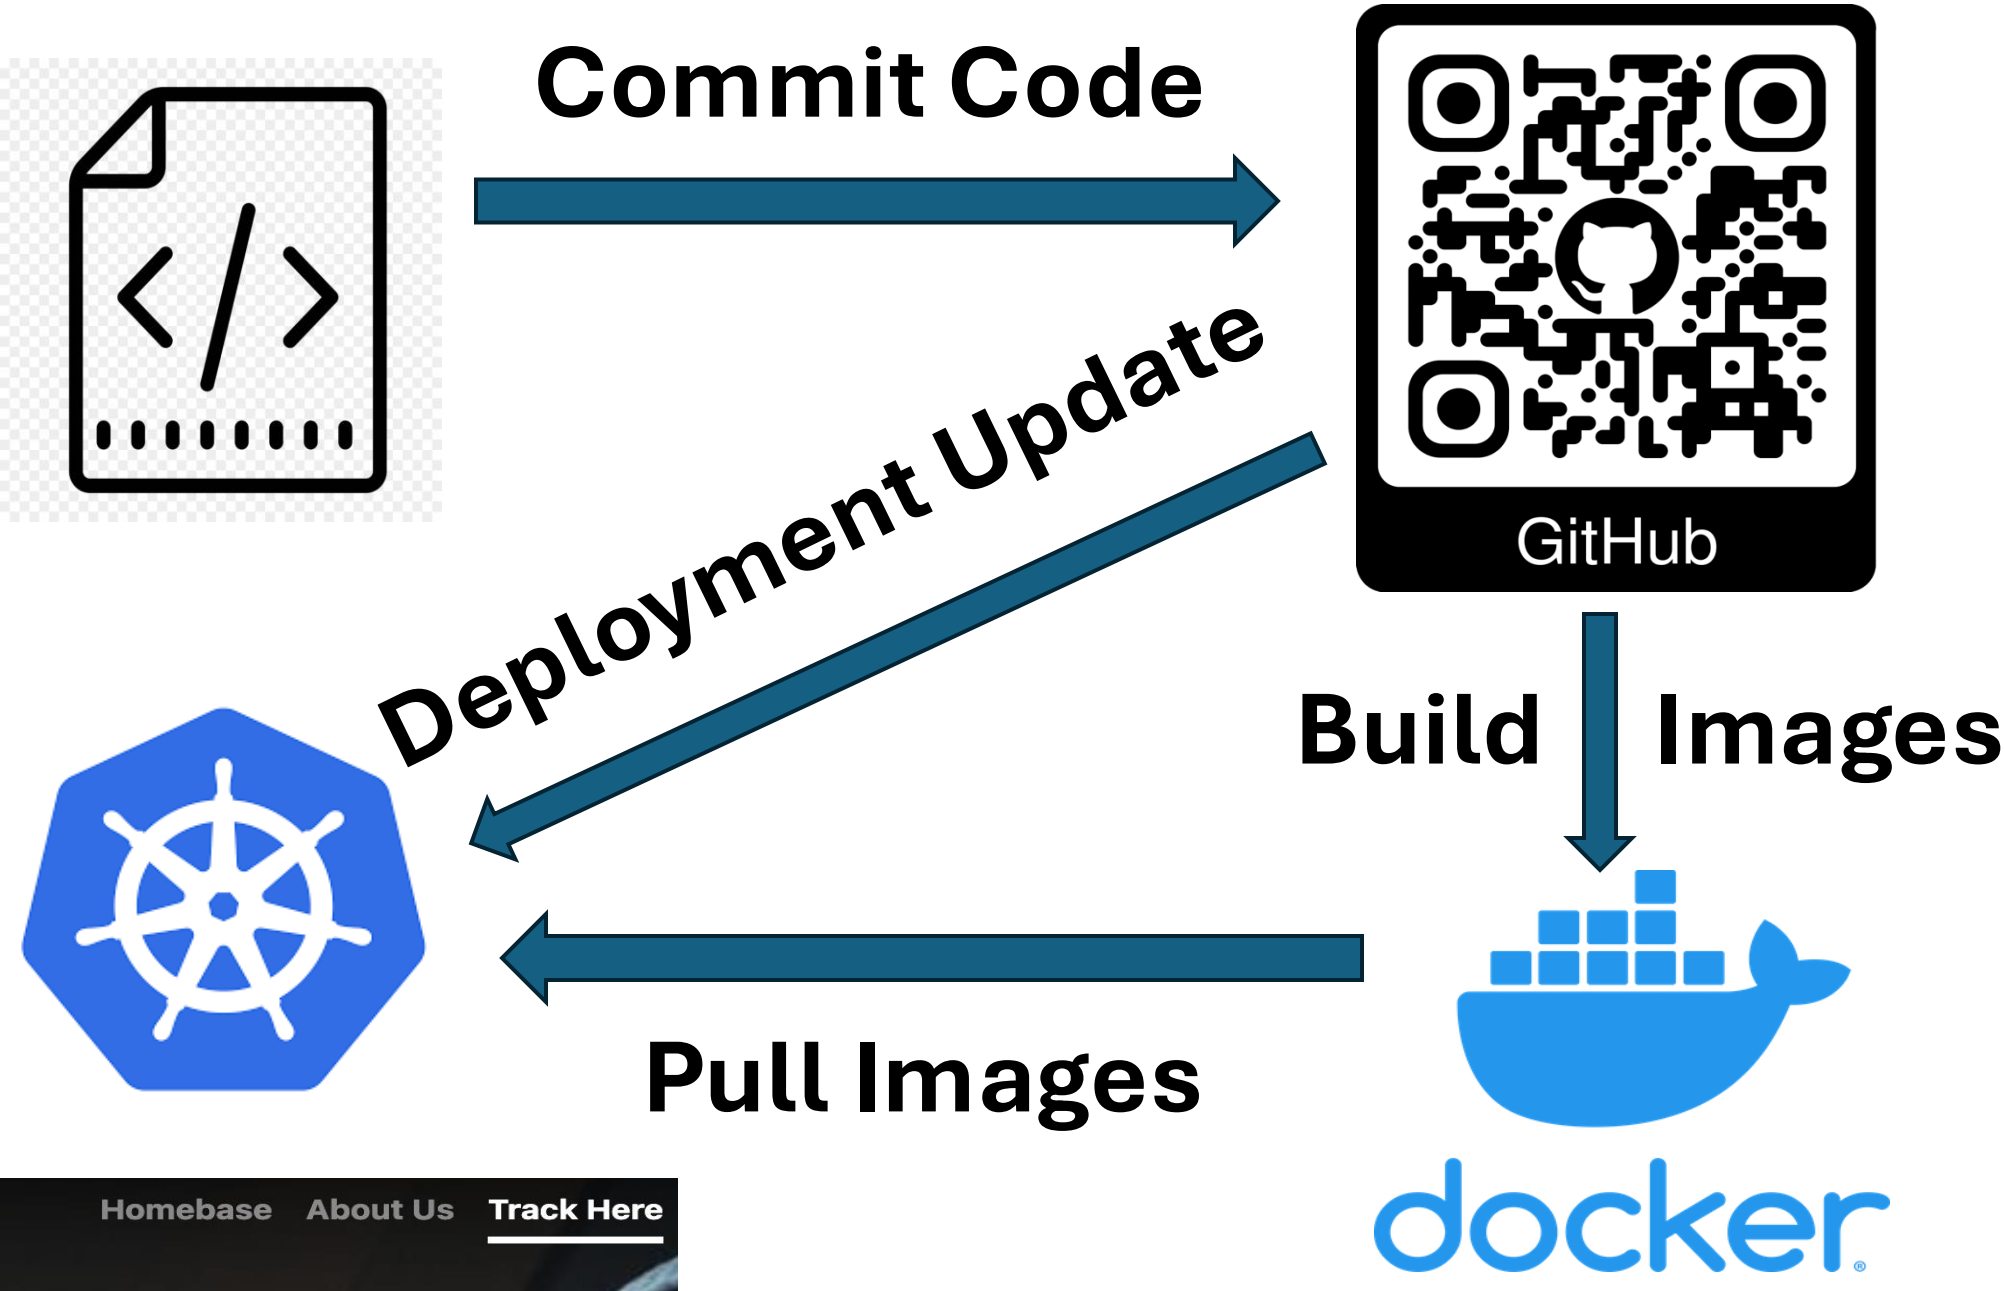 Commit Code
GitHub
Deployment Update
Build Images
Pull Images
docker
Homebase About Us Track Here